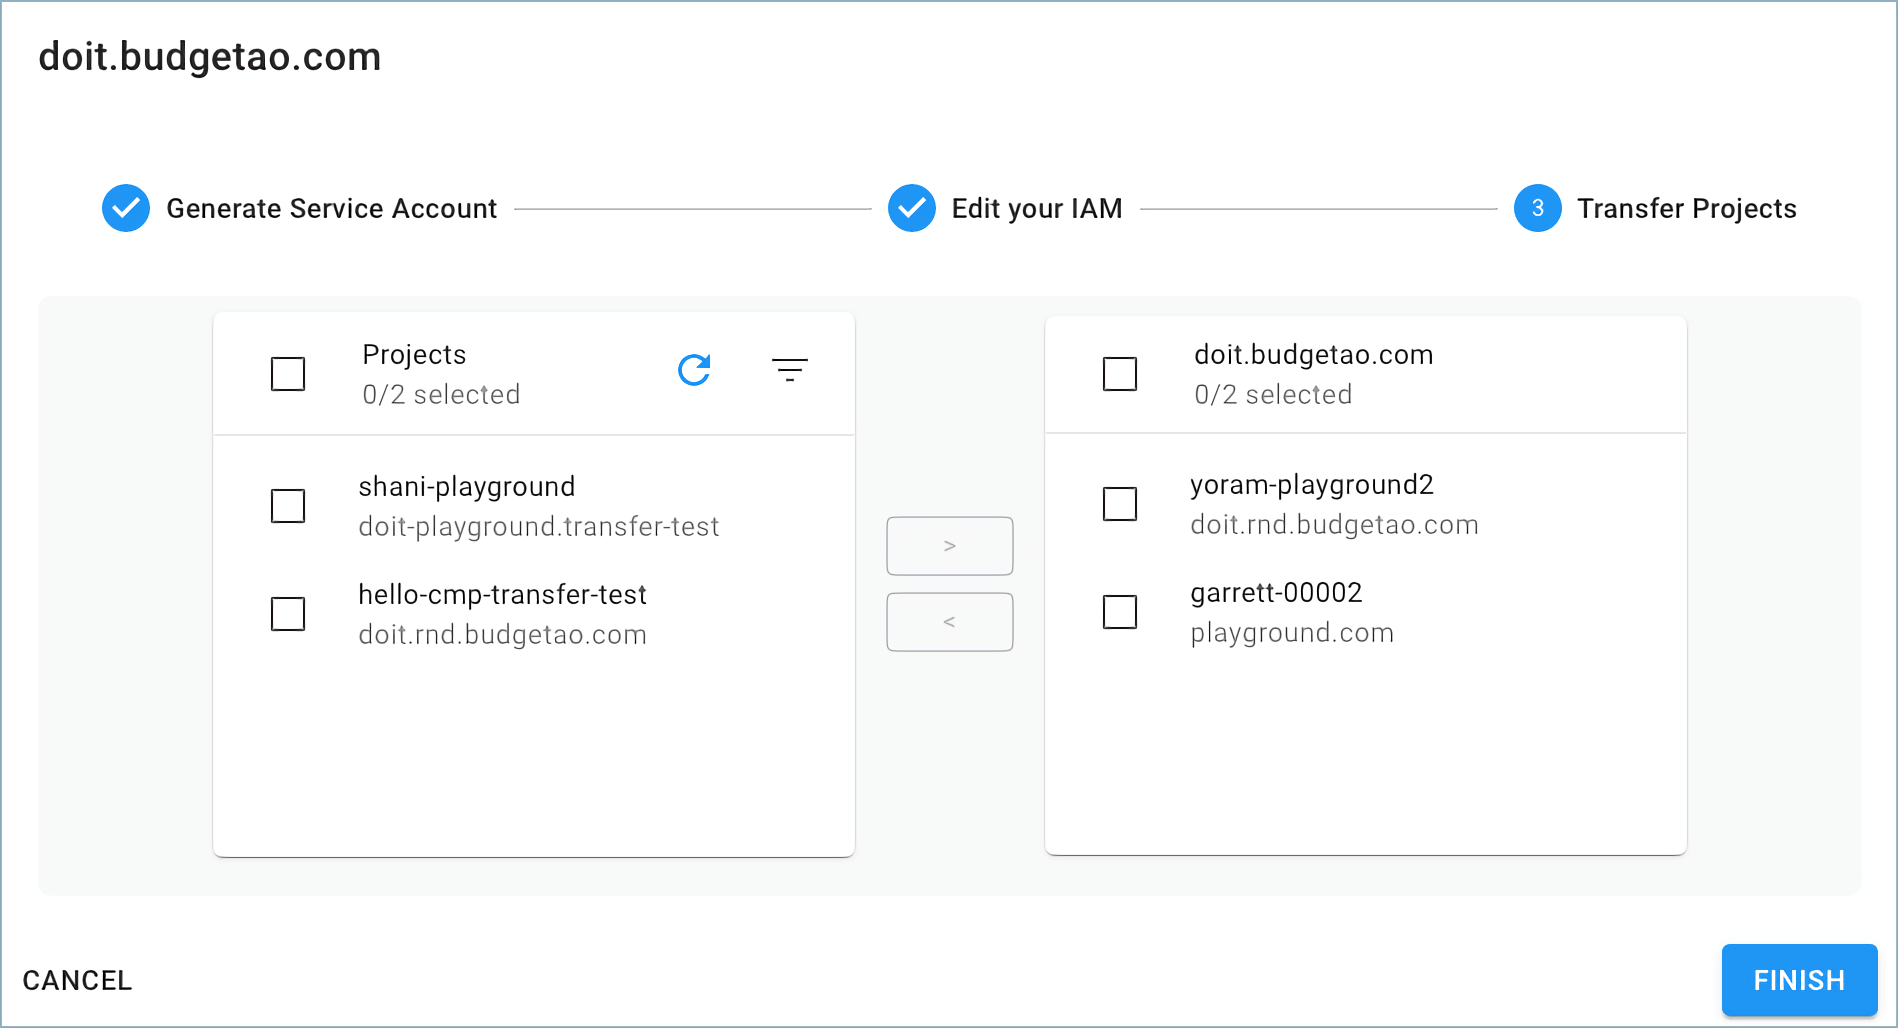 doit.budgetao.com
Generate Service Account
Edit your IAM
3 Transfer Projects
Projects
0/2 selected
shani-playground
doit-playground.transfer-test
hello-cmp-transfer-test
doit.rnd.budgetao.com
>
<
doit.budgetao.com
0/2 selected
yoram-playground2
doit.rnd.budgetao.com
garrett-00002
playground.com
CANCEL
FINISH